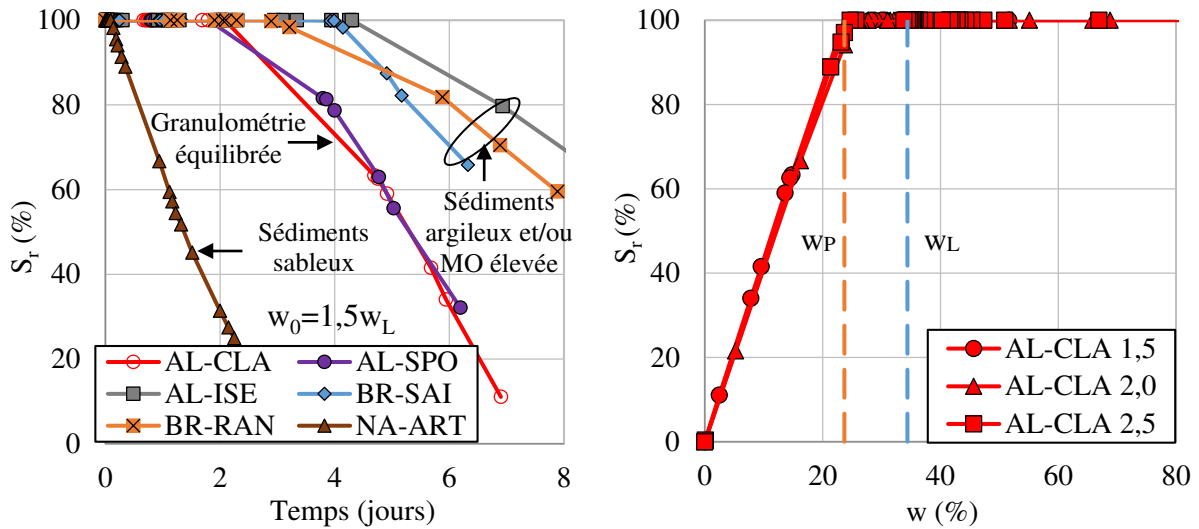 100
80
60
40
20
0
S_r (%)
0
2
4
6
8
Temps (jours)
Granulométrie
équilibrée
Sédiments
sableux
Sédiments
argileux et/ou
MO élevée
w_0=1,5w_L
AL-CLA
AL-SPO
AL-ISE
BR-SAI
BR-RAN
NA-ART
100
80
60
40
20
0
S_r (%)
0
20
40
60
80
w (%)
w_P
w_L
AL-CLA 1,5
AL-CLA 2,0
AL-CLA 2,5